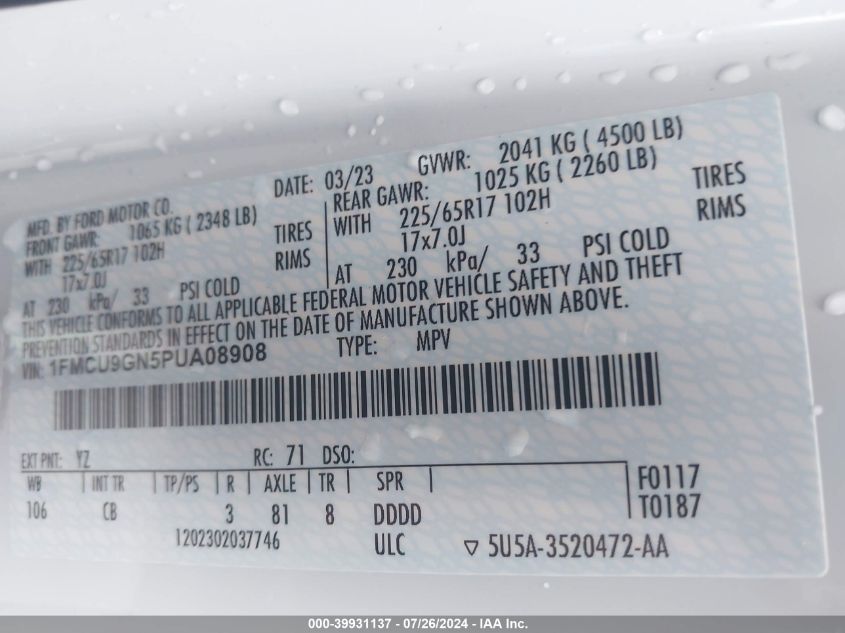 MFD. BY FORD MOTOR CO. DATE: 03/23 GVWR: 2041 KG ( 4500 LB)
FRONT GAWR: 1065 KG ( 2348 LB) REAR GAWR: 1025 KG ( 2260 LB)
WITH 225/65R17 102H TIRES WITH 225/65R17 102H TIRES
17x7.0J RIMS 17x7.0J RIMS
AT 230 kPa/ 33 PSI COLD AT 230 kPa/ 33 PSI COLD
THIS VEHICLE CONFORMS TO ALL APPLICABLE FEDERAL MOTOR VEHICLE SAFETY AND THEFT
PREVENTION STANDARDS IN EFFECT ON THE DATE OF MANUFACTURE SHOWN ABOVE.
VIN: 1FMCU9GN5PUA08908 TYPE: MPV
EXT PNT: YZ RC: 71 DSO:
WB INT TR TP/PS R AXLE TR SPR F0117
106 CB 3 81 8 DDDD T0187
1202302037746 ULC ▽ 5U5A-3520472-AA
000-39931137 - 07/26/2024 - IAA Inc.